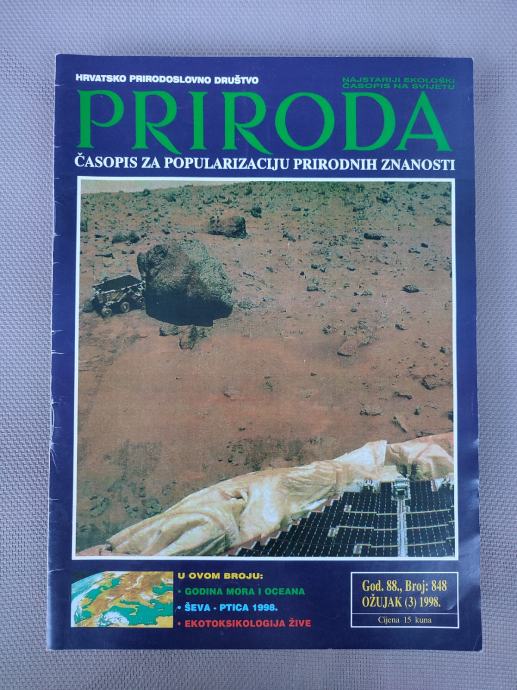 HRVATSKO PRIRODOSLOVNO DRUŠTVO
NAJSTARIJI EKOLOŠKI
ČASOPIS NA SVIJETU
PRIRODA
ČASOPIS ZA POPULARIZACIJU PRIRODNIH ZNANOSTI
U OVOM BROJU:
· GODINA MORA I OCEANA
· ŠEVA - PTICA 1998.
· EKOTOKSIKOLOGIJA ŽIVE
God. 88., Broj: 848
OŽUJAK (3) 1998.
Cijena 15 kuna